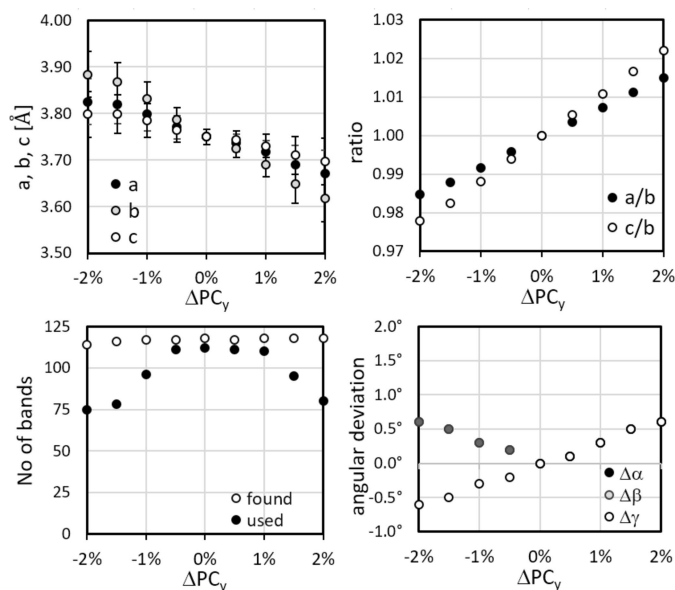 4.00
3.90
3.80
3.70
3.60
3.50
a, b, c [Å]
a
b
c
-2%
-1%
0%
1%
2%
ΔPCy
1.03
1.02
1.01
1.00
0.99
0.98
0.97
ratio
a/b
c/b
-2%
-1%
0%
1%
2%
ΔPCy
125
100
75
50
25
0
No of bands
found
used
-2%
-1%
0%
1%
2%
ΔPCy
2.0°
1.5°
1.0°
0.5°
0.0°
-0.5°
-1.0°
angular deviation
Δα
Δβ
Δγ
-2%
-1%
0%
1%
2%
ΔPCy